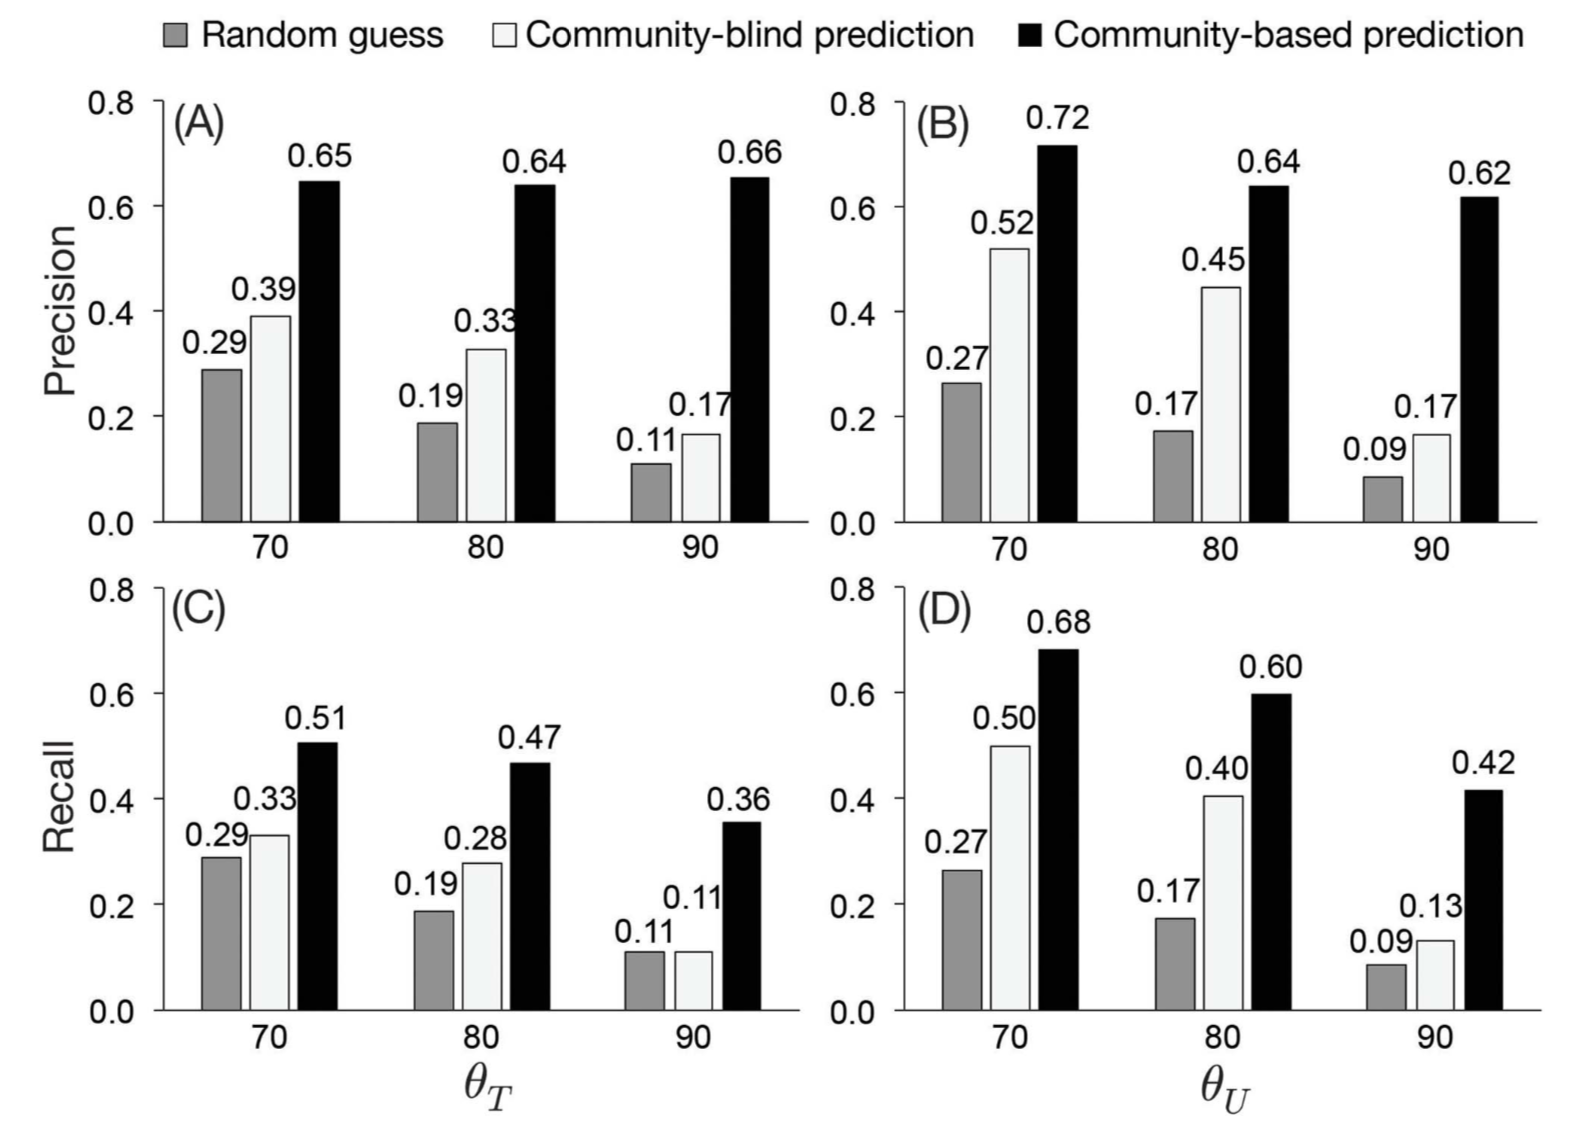 Random guess Community-blind prediction Community-based prediction
(A)
Precision
0.8
0.6
0.4
0.2
0.0
0.29 0.39 0.65
0.19 0.33 0.64
0.11 0.17 0.66
70 80 90
(B)
0.8
0.6
0.4
0.2
0.0
0.27 0.52 0.72
0.17 0.45 0.64
0.09 0.17 0.62
70 80 90
(C)
Recall
0.8
0.6
0.4
0.2
0.0
0.29 0.33 0.51
0.19 0.28 0.47
0.11 0.11 0.36
70 80 90
θT
(D)
0.8
0.6
0.4
0.2
0.0
0.27 0.50 0.68
0.17 0.40 0.60
0.09 0.13 0.42
70 80 90
θU